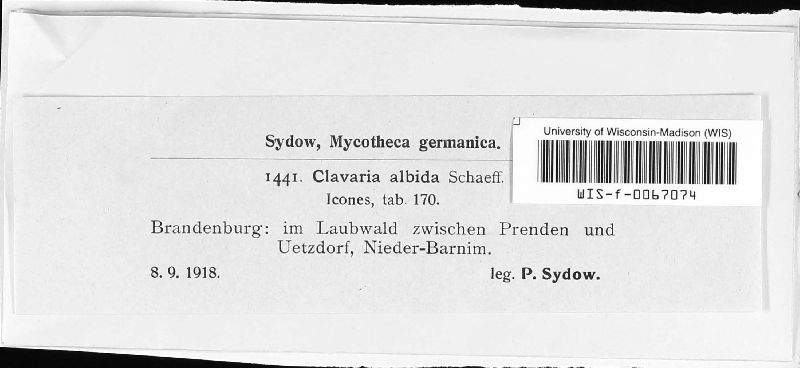 Sydow, Mycotheca germanica.
University of Wisconsin-Madison (WIS)
WIS-f-0067074
1441. Clavaria albida Schaeff.
Icones, tab. 170.
Brandenburg: im Laubwald zwischen Prenden und
Uetzdorf, Nieder-Barnim.
8. 9. 1918. leg. P. Sydow.